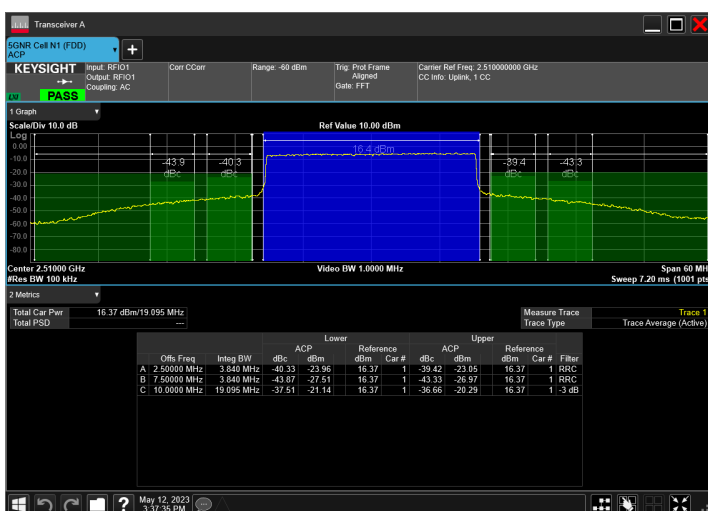 Transceiver A
5GNR Cell N1 (FDD)
ACP
KEYSIGHT
LXI
PASS
Input: RFIO1
Output: RFIO1
Coupling: AC
Corr CCorr
Range: -60 dBm
Trig: Prot Frame
Aligned
Gate: FFT
Carrier Ref Freq: 2.510000000 GHz
CC Info: Uplink, 1 CC
1 Graph
Scale/Div 10.0 dB
Ref Value 10.00 dBm
Log
0.00
-10.0
-20.0
-30.0
-40.0
-50.0
-60.0
-70.0
-80.0
-43.9
dBc
-40.3
dBc
16.4 dBm
-39.4
dBc
-43.3
dBc
Center 2.51000 GHz
Video BW 1.0000 MHz
Span 60 MH
#Res BW 100 kHz
Sweep 7.20 ms (1001 pts
2 Metrics
Total Car Pwr 16.37 dBm/19.095 MHz
Total PSD ---
Measure Trace Trace 1
Trace Type Trace Average (Active)
Lower Upper
ACP Reference ACP Reference
Offs Freq Integ BW dBc dBm dBm Car # dBc dBm dBm Car # Filter
A 2.50000 MHz 3.840 MHz -40.33 -23.96 16.37 1 -39.42 -23.05 16.37 1 RRC
B 7.50000 MHz 3.840 MHz -43.87 -27.51 16.37 1 -43.33 -26.97 16.37 1 RRC
C 10.0000 MHz 19.095 MHz -37.51 -21.14 16.37 1 -36.66 -20.29 16.37 1 -3 dB
May 12, 2023
3:37:35 PM